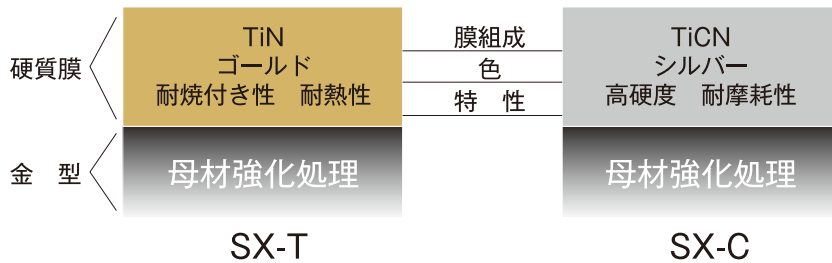 硬質膜
TiN
ゴールド
耐焼付き性　耐熱性
膜組成
色
特　性
TiCN
シルバー
高硬度　耐摩耗性
金　型
母材強化処理
母材強化処理
SX-T
SX-C